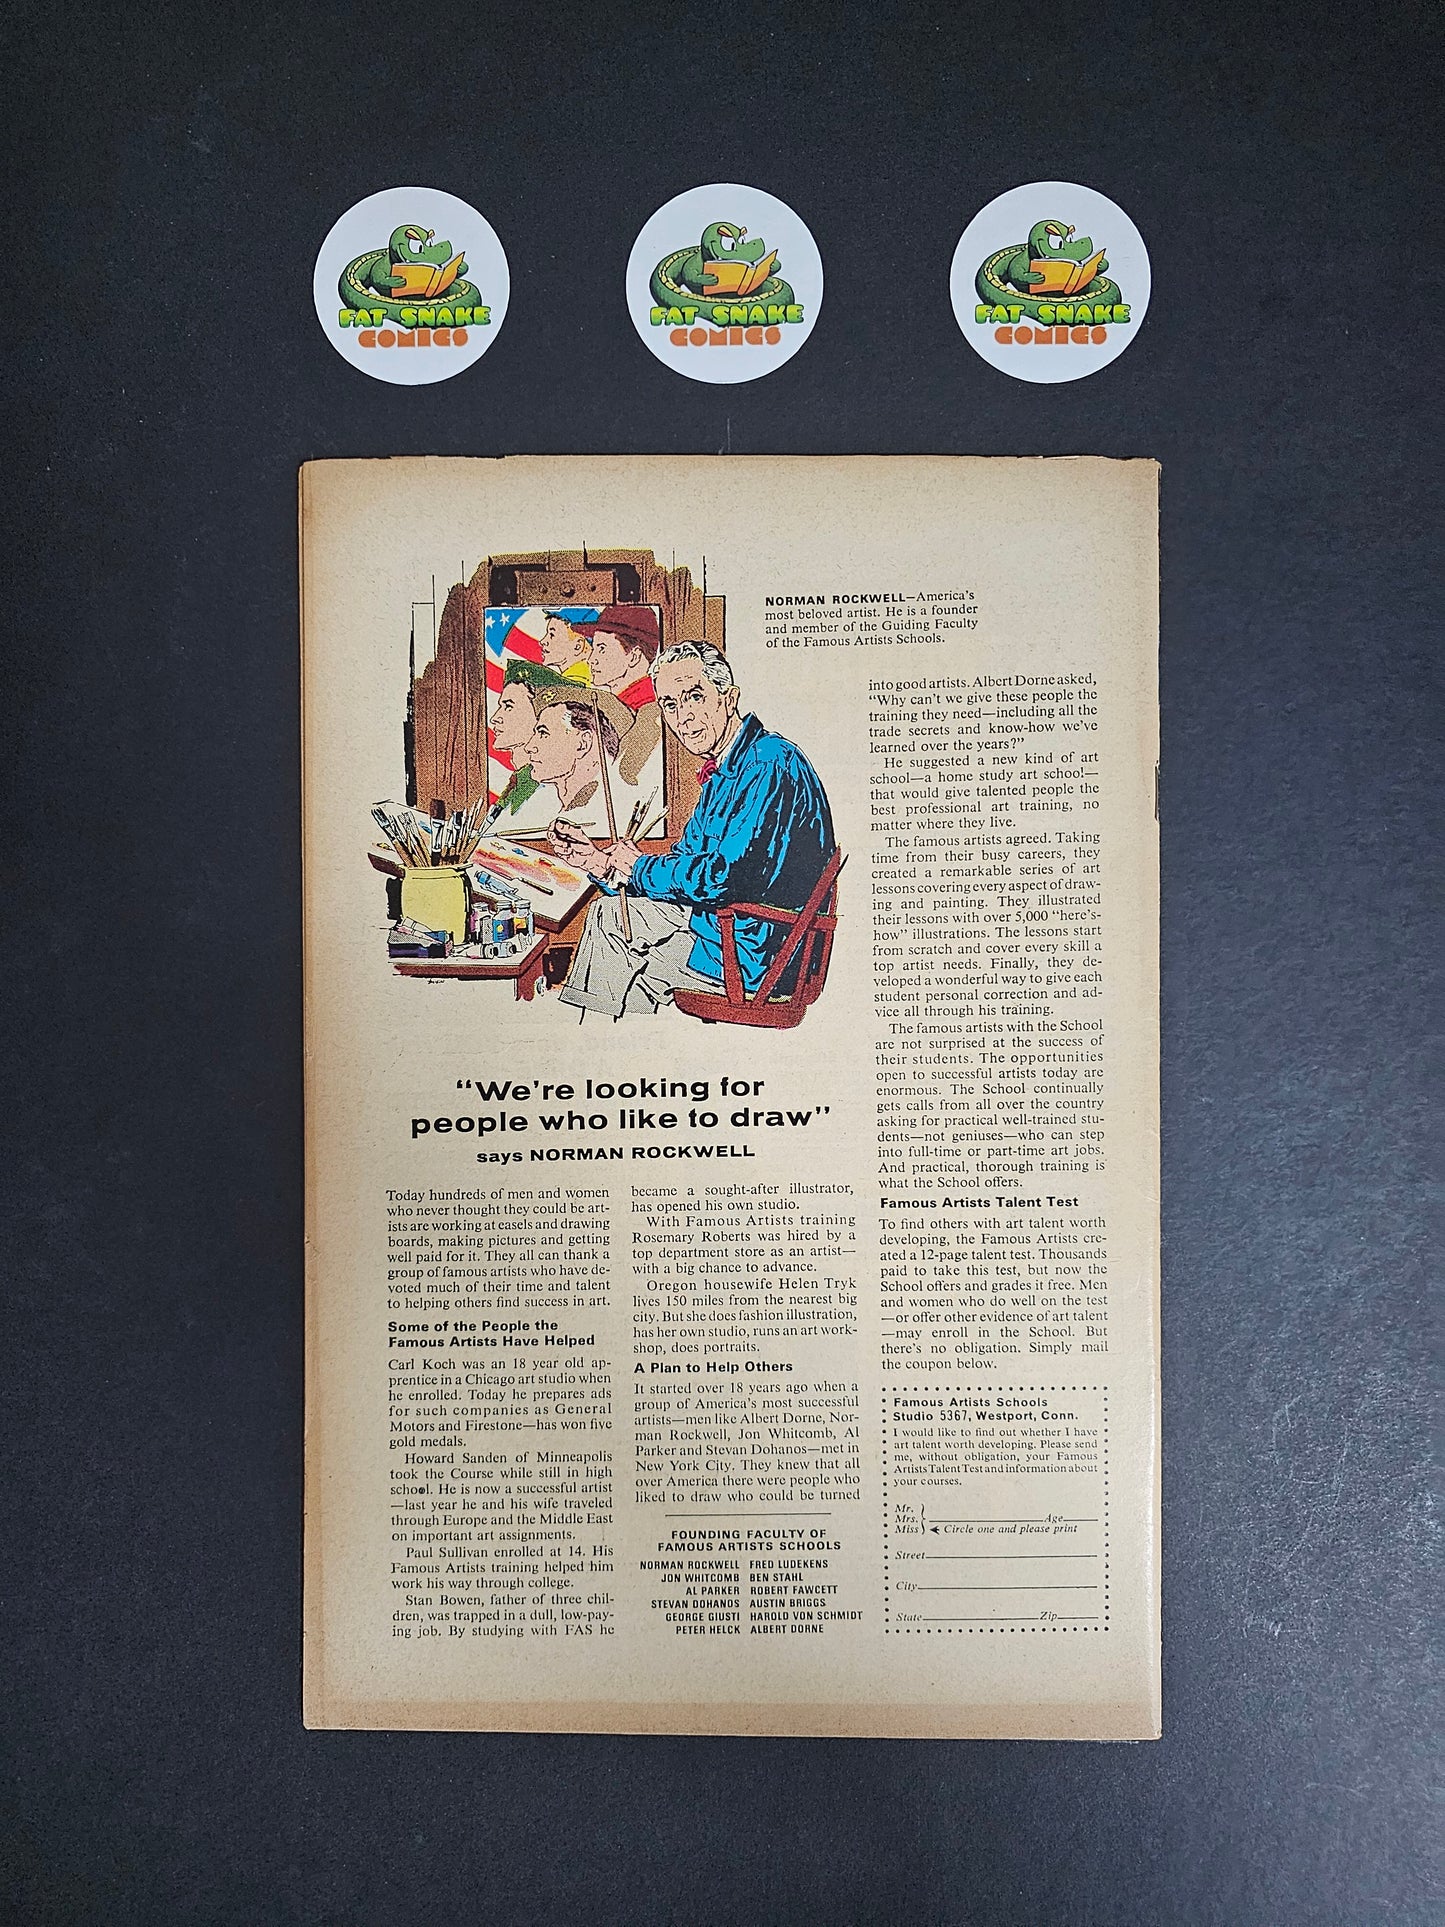 FAT SNAKE
COMICS
FAT SNAKE
COMICS
FAT SNAKE
COMICS
NORMAN ROCKWELL—America's
most beloved artist. He is a founder
and member of the Guiding Faculty
of the Famous Artists Schools.
"We're looking for
people who like to draw"
says NORMAN ROCKWELL
Today hundreds of men and women
who never thought they could be art-
ists are working at easels and drawing
boards, making pictures and getting
well paid for it. They all can thank a
group of famous artists who have de-
voted much of their time and talent
to helping others find success in art.
Some of the People the
Famous Artists Have Helped
Carl Koch was an 18 year old ap-
prentice in a Chicago art studio when
he enrolled. Today he prepares ads
for such companies as General
Motors and Firestone—has won five
gold medals.
Howard Sanden of Minneapolis
took the Course while still in high
school. He is now a successful artist
—last year he and his wife traveled
through Europe and the Middle East
on important art assignments.
Paul Sullivan enrolled at 14. His
Famous Artists training helped him
work his way through college.
Stan Bowen, father of three chil-
dren, was trapped in a dull, low-pay-
ing job. By studying with FAS he
became a sought-after illustrator,
has opened his own studio.
With Famous Artists training
Rosemary Roberts was hired by a
top department store as an artist—
with a big chance to advance.
Oregon housewife Helen Tryk
lives 150 miles from the nearest big
city. But she does fashion illustration,
has her own studio, runs an art work-
shop, does portraits.
A Plan to Help Others
It started over 18 years ago when a
group of America's most successful
artists—men like Albert Dorne, Nor-
man Rockwell, Jon Whitcomb, Al
Parker and Stevan Dohanos—met in
New York City. They knew that all
over America there were people who
liked to draw who could be turned
FOUNDING FACULTY OF
FAMOUS ARTISTS SCHOOLS
NORMAN ROCKWELL FRED LUDEKENS
JON WHITCOMB BEN STAHL
AL PARKER ROBERT FAWCETT
STEVAN DOHANOS AUSTIN BRIGGS
GEORGE GIUSTI HAROLD VON SCHMIDT
PETER HELCK ALBERT DORNE
into good artists. Albert Dorne asked,
"Why can't we give these people the
training they need—including all the
trade secrets and know-how we've
learned over the years?"
He suggested a new kind of art
school—a home study art school—
that would give talented people the
best professional art training, no
matter where they live.
The famous artists agreed. Taking
time from their busy careers, they
created a remarkable series of art
lessons covering every aspect of draw-
ing and painting. They illustrated
their lessons with over 5,000 "here's-
how" illustrations. The lessons start
from scratch and cover every skill a
top artist needs. Finally, they de-
veloped a wonderful way to give each
student personal correction and ad-
vice all through his training.
The famous artists with the School
are not surprised at the success of
their students. The opportunities
open to successful artists today are
enormous. The School continually
gets calls from all over the country
asking for practical well-trained stu-
dents—not geniuses—who can step
into full-time or part-time art jobs.
And practical, thorough training is
what the School offers.
Famous Artists Talent Test
To find others with art talent worth
developing, the Famous Artists cre-
ated a 12-page talent test. Thousands
paid to take this test, but now the
School offers and grades it free. Men
and women who do well on the test
—or offer other evidence of art talent
—may enroll in the School. But
there's no obligation. Simply mail
the coupon below.
Famous Artists Schools
Studio 5367, Westport, Conn.
I would like to find out whether I have
art talent worth developing. Please send
me, without obligation, your Famous
Artists Talent Test and information about
your courses.
Mr.
Mrs. Age
Miss Circle one and please print
Street
City
State Zip